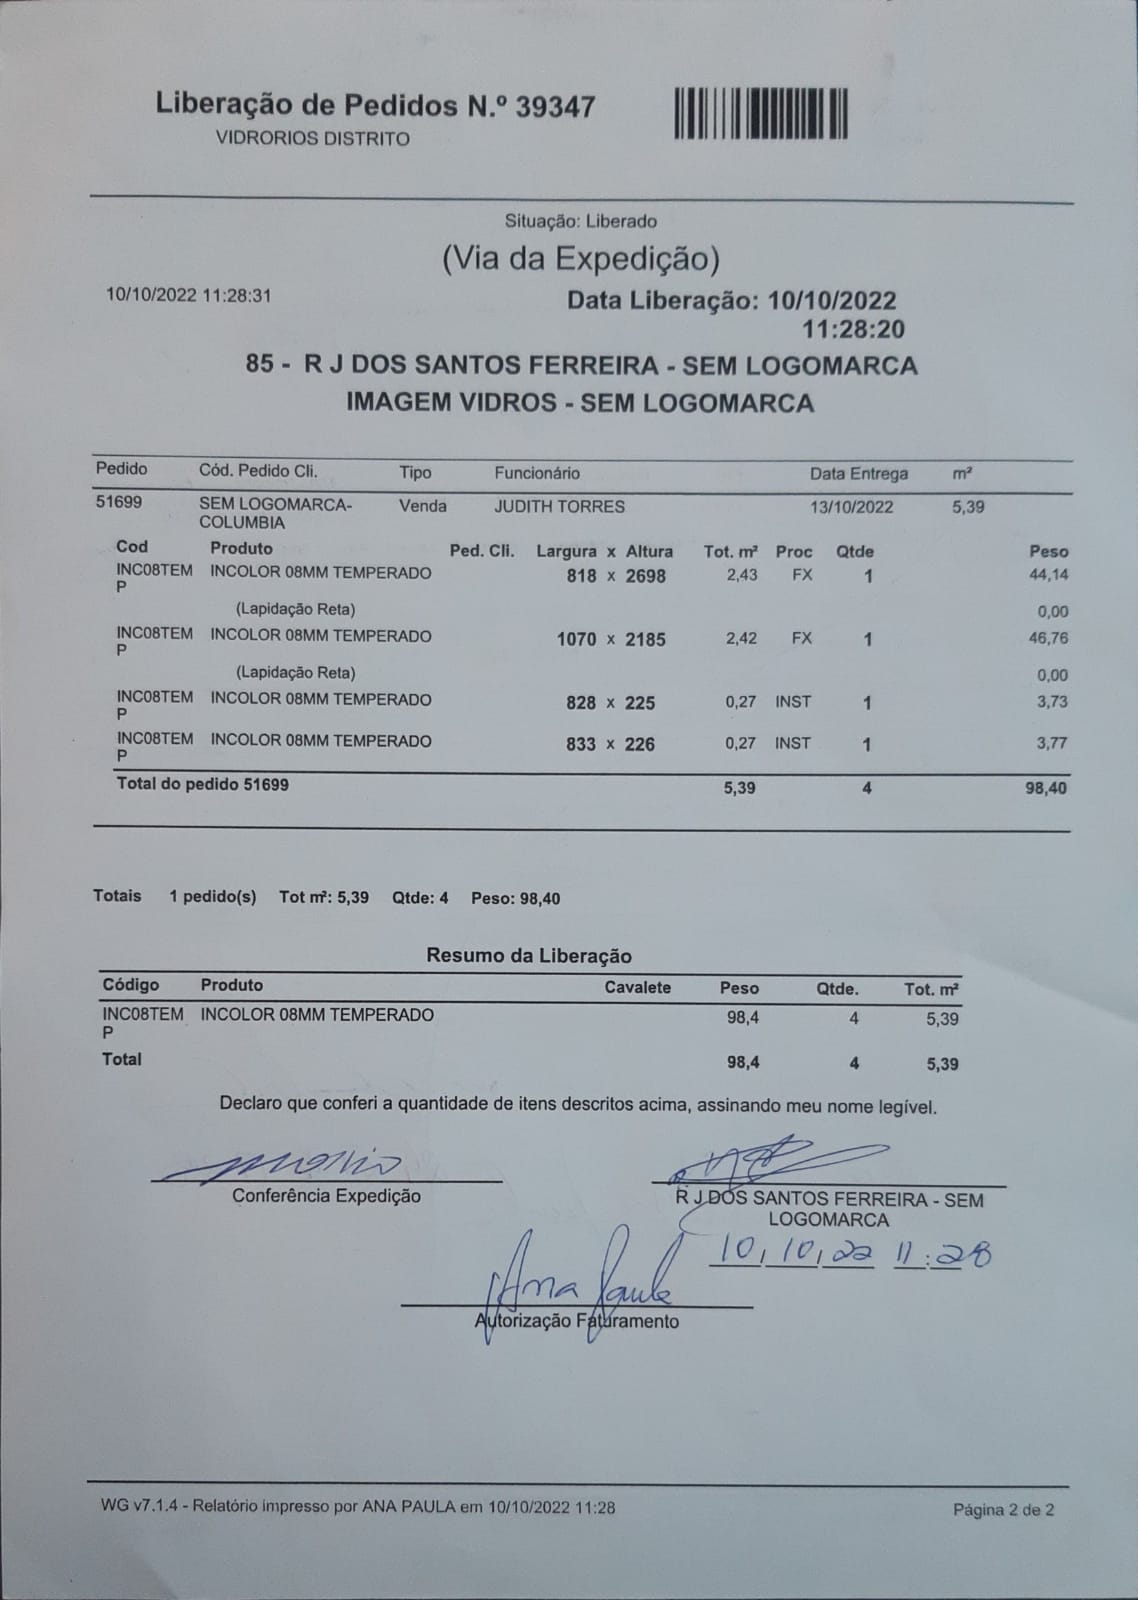 Liberação de Pedidos N.º 39347
VIDRORIOS DISTRITO
Situação: Liberado
(Via da Expedição)
10/10/2022 11:28:31
Data Liberação: 10/10/2022
11:28:20
85 - R J DOS SANTOS FERREIRA - SEM LOGOMARCA
IMAGEM VIDROS - SEM LOGOMARCA
Pedido Cód. Pedido Cli. Tipo Funcionário Data Entrega m²
51699 SEM LOGOMARCA- Venda JUDITH TORRES 13/10/2022 5,39
COLUMBIA
Cod Produto Ped. Cli. Largura x Altura Tot. m² Proc Qtde Peso
INC08TEM INCOLOR 08MM TEMPERADO 818 x 2698 2,43 FX 1 44,14
P
(Lapidação Reta) 0,00
INC08TEM INCOLOR 08MM TEMPERADO 1070 x 2185 2,42 FX 1 46,76
P
(Lapidação Reta) 0,00
INC08TEM INCOLOR 08MM TEMPERADO 828 x 225 0,27 INST 1 3,73
P
INC08TEM INCOLOR 08MM TEMPERADO 833 x 226 0,27 INST 1 3,77
P
Total do pedido 51699 5,39 4 98,40
Totais 1 pedido(s) Tot m²: 5,39 Qtde: 4 Peso: 98,40
Resumo da Liberação
Código Produto Cavalete Peso Qtde. Tot. m²
INC08TEM INCOLOR 08MM TEMPERADO 98,4 4 5,39
P
Total 98,4 4 5,39
Declaro que conferi a quantidade de itens descritos acima, assinando meu nome legível.
Conferência Expedição
R J DOS SANTOS FERREIRA - SEM
LOGOMARCA
10, 10, 22 11:28
Ana Paula
Autorização Faturamento
WG v7.1.4 - Relatório impresso por ANA PAULA em 10/10/2022 11:28
Página 2 de 2